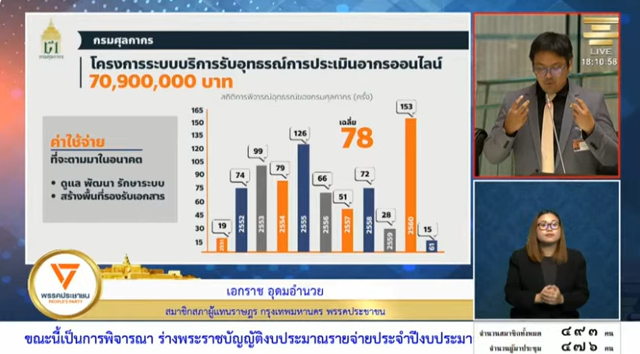 กรมศุลกากร
โครงการระบบบริการรับอุทธรณ์การประเมินอากรออนไลน์
70,900,000 บาท
สถิติการพิจารณ์อุทธรณ์ของกรมศุลกากร (ครั้ง)
ค่าใช้จ่าย
ที่จะตามมาในอนาคต
• ดูแล พัฒนา รักษาระบบ
• สร้างพื้นที่รองรับเอกสาร
165
150
135
120
105
90
75
60
45
30
15
19
74
99
79
126
66
51
72
28
153
15
เฉลี่ย
78
2552
2553
2554
2555
2556
2557
2558
2559
2560
61
LIVE
18:10:58
พรรคประชาชน
PEOPLE'S PARTY
เอกราช อุดมอำนวย
สมาชิกสภาผู้แทนราษฎร กรุงเทพมหานคร พรรคประชาชน
ขณะนี้เป็นการพิจารณา ร่างพระราชบัญญัติงบประมาณรายจ่ายประจำปีงบประมา
จำนวนสมาชิกทั้งหมด ๔๙๓ คน
จำนวนผู้มาประชุม ๔๗๖ คน